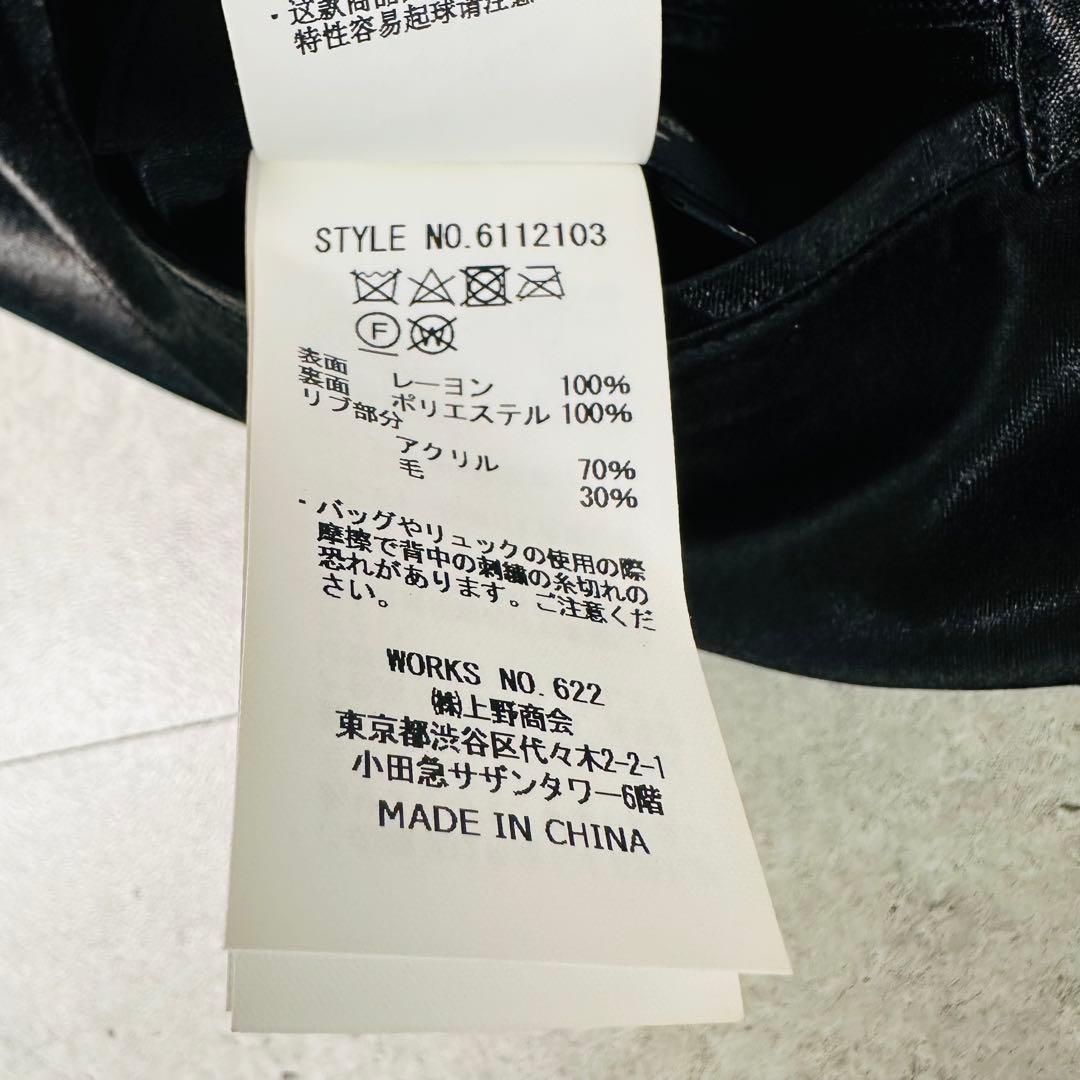 ・这款商品
特性容易起球请注意
STYLE NO.6112103
F W
表面
レーヨン 100%
裏面
ポリエステル 100%
リブ部分
アクリル 70%
毛 30%
・バッグやリュックの使用の際
摩擦で背中の刺繍の糸切れの
恐れがあります。ご注意くだ
さい。
WORKS NO.622
㈱上野商会
東京都渋谷区代々木2-2-1
小田急サザンタワー6階
MADE IN CHINA